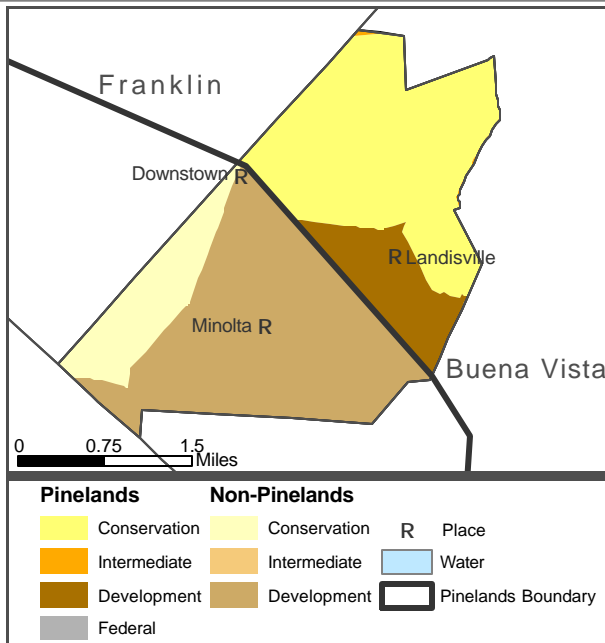 Franklin
Downstown R
R Landisville
Minolta R
Buena Vista
0 0.75 1.5
Miles
Pinelands Non-Pinelands
Conservation Conservation R Place
Intermediate Intermediate Water
Development Development Pinelands Boundary
Federal